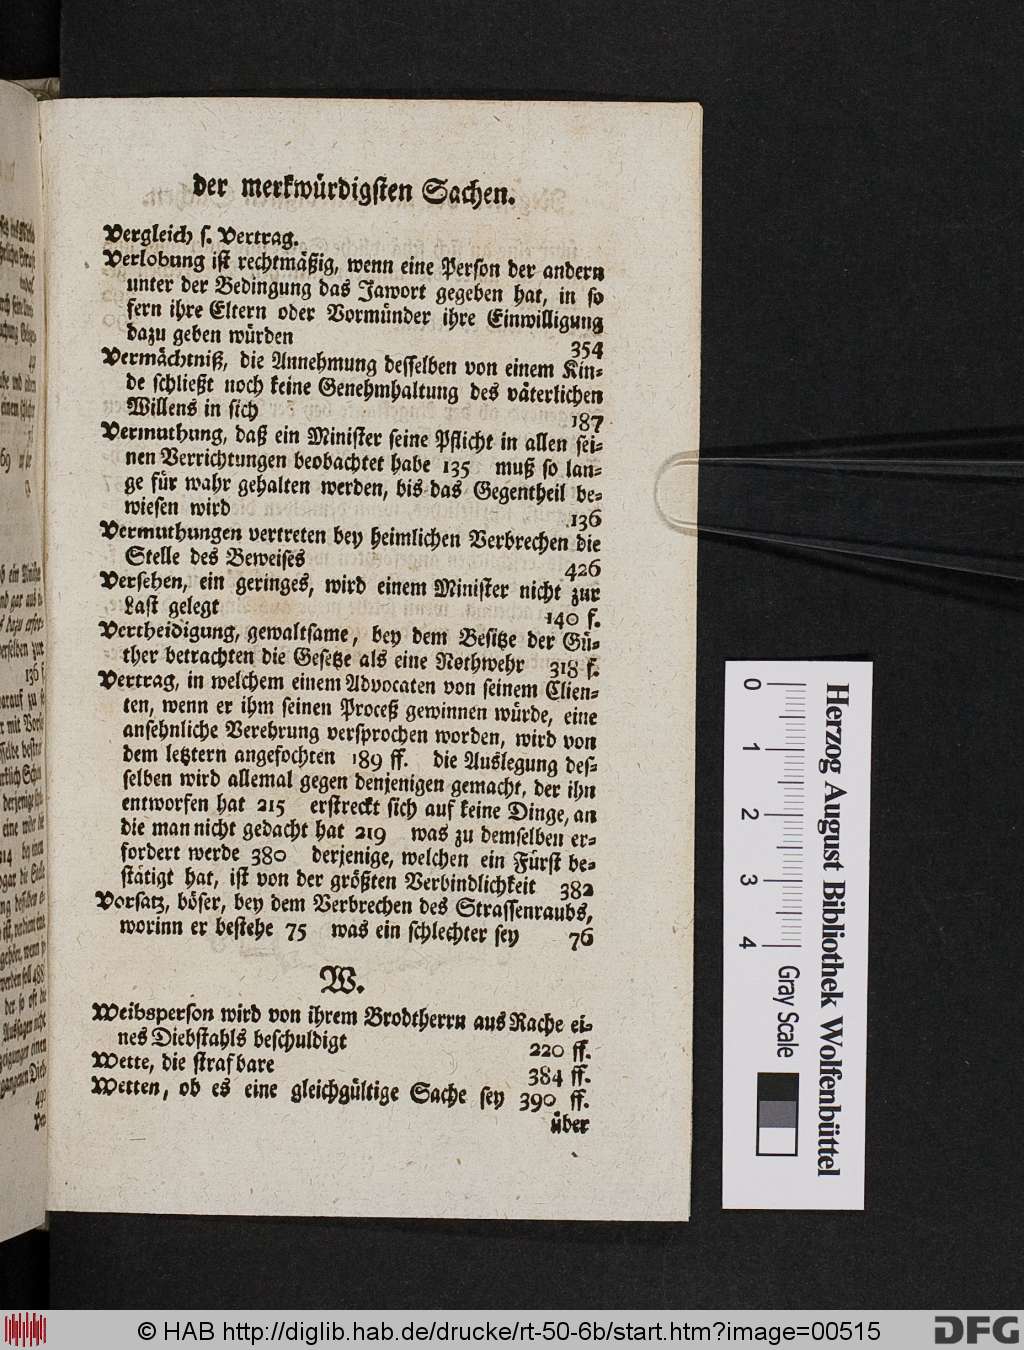 der merkwürdigsten Sachen.
Vergleich s. Vertrag.
Verlobung ist rechtmäßig, wenn eine Person der andern
unter der Bedingung das Jawort gegeben hat, in so
fern ihre Eltern oder Vormünder ihre Einwilligung
dazu geben würden 354
Vermächtniß, die Annehmung desselben von einem Kin-
de schließt noch keine Genehmhaltung des väterlichen
Willens in sich 187
Vermuthung, daß ein Minister seine Pflicht in allen sei-
nen Verrichtungen beobachtet habe 135 muß so lan-
ge für wahr gehalten werden, bis das Gegentheil be-
wiesen wird 136
Vermuthungen vertreten bey heimlichen Verbrechen die
Stelle des Beweises 426
Versehen, ein geringes, wird einem Minister nicht zur
Last gelegt 140 f.
Vertheidigung, gewaltsame, bey dem Besitze der Gü-
ther betrachten die Gesetze als eine Nothwehr 318 f.
Vertrag, in welchem einem Advocaten von seinem Clien-
ten, wenn er ihm seinen Proceß gewinnen würde, eine
ansehnliche Verehrung versprochen worden, wird von
dem letztern angefochten 189 ff. die Auslegung des-
selben wird allemal gegen denjenigen gemacht, der ihn
entworfen hat 215 erstreckt sich auf keine Dinge, an
die man nicht gedacht hat 219 was zu demselben er-
fordert werde 380 derjenige, welchen ein Fürst be-
stätigt hat, ist von der größten Verbindlichkeit 382
Vorsatz, böser, bey dem Verbrechen des Strassenraubs,
worinn er bestehe 75 was ein schlechter sey 76
W.
Weibsperson wird von ihrem Brodtherrn aus Rache ei-
nes Diebstahls beschuldigt 220 ff.
Wette, die strafbare 384 ff.
Wetten, ob es eine gleichgültige Sache sey 390 ff.
über
0 1 2 3 4
Gray Scale
Herzog August Bibliothek Wolfenbüttel
© HAB http://diglib.hab.de/drucke/rt-50-6b/start.htm?image=00515
DFG